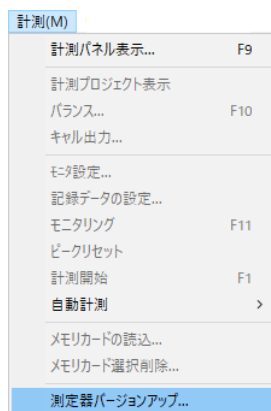 計測(M)
計測パネル表示... F9
計測プロジェクト表示
バランス... F10
キャル出力...
モニタ設定...
記録データの設定...
モニタリング F11
ピークリセット
計測開始 F1
自動計測 >
メモリカードの読込...
メモリカード選択削除...
測定器バージョンアップ...